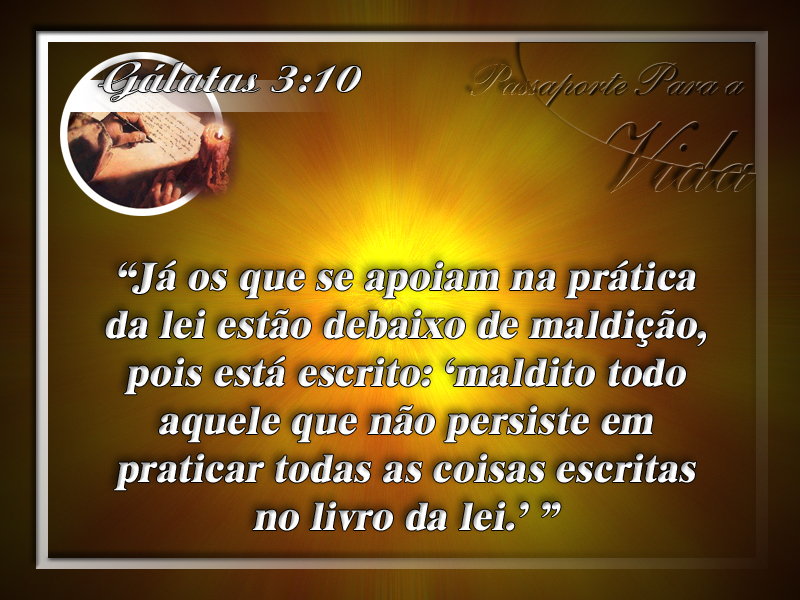 Gálatas 3:10
Passaporte Para a
Vida
“Já os que se apoiam na prática
da lei estão debaixo de maldição,
pois está escrito: ‘maldito todo
aquele que não persiste em
praticar todas as coisas escritas
no livro da lei.’ ”